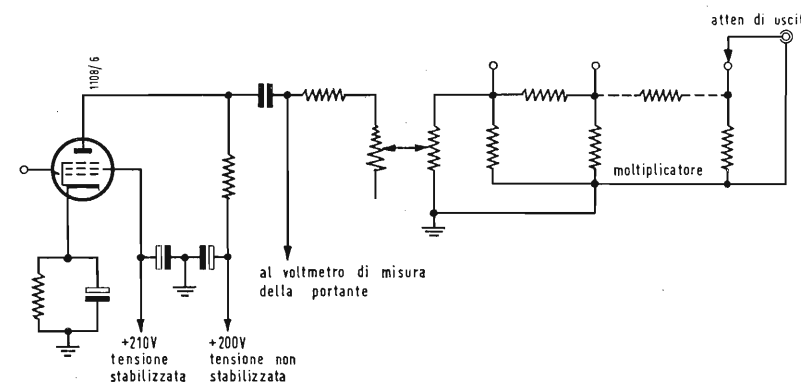 atten di uscit
1108/6
moltiplicatore
al voltmetro di misura
della portante
+210V
tensione
stabilizzata
+200V
tensione non
stabilizzata